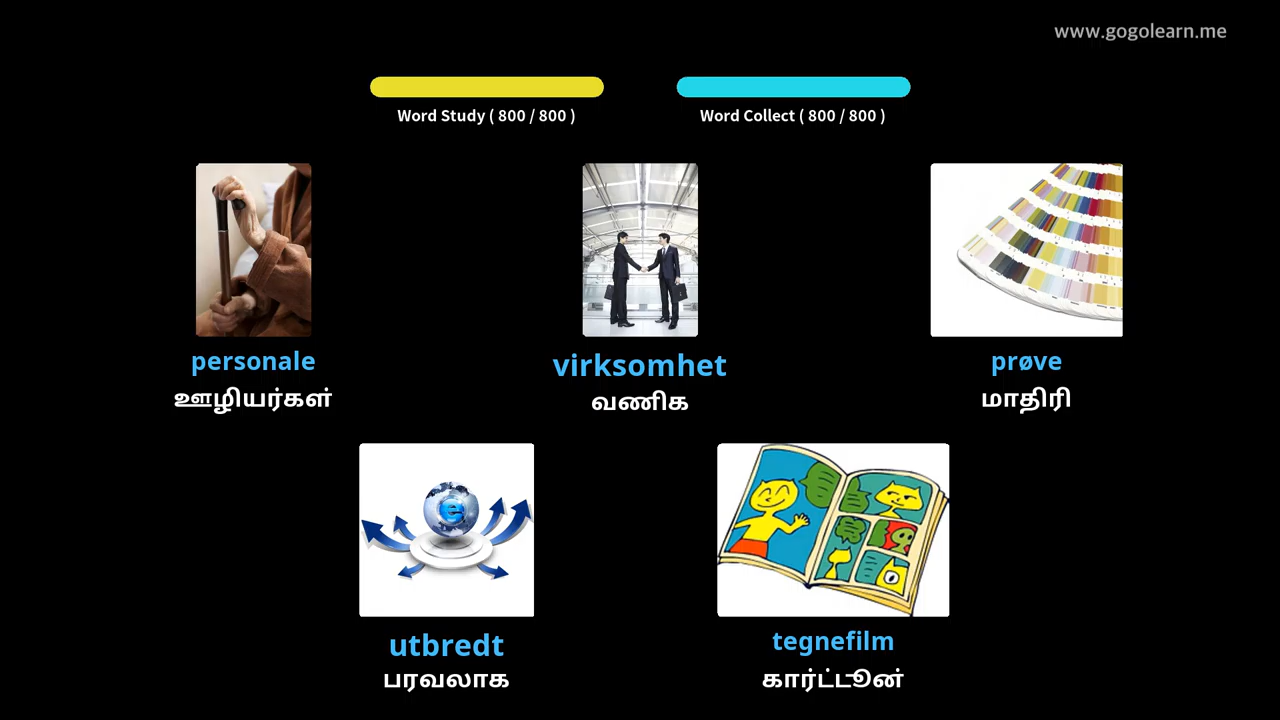 www.gogolearn.me
Word Study ( 800 / 800 )
Word Collect ( 800 / 800 )
personale
virksomhet
prøve
ஊழியர்கள்
வணிக
மாதிரி
utbredt
tegnefilm
பரவலாக
கார்ட்டூன்